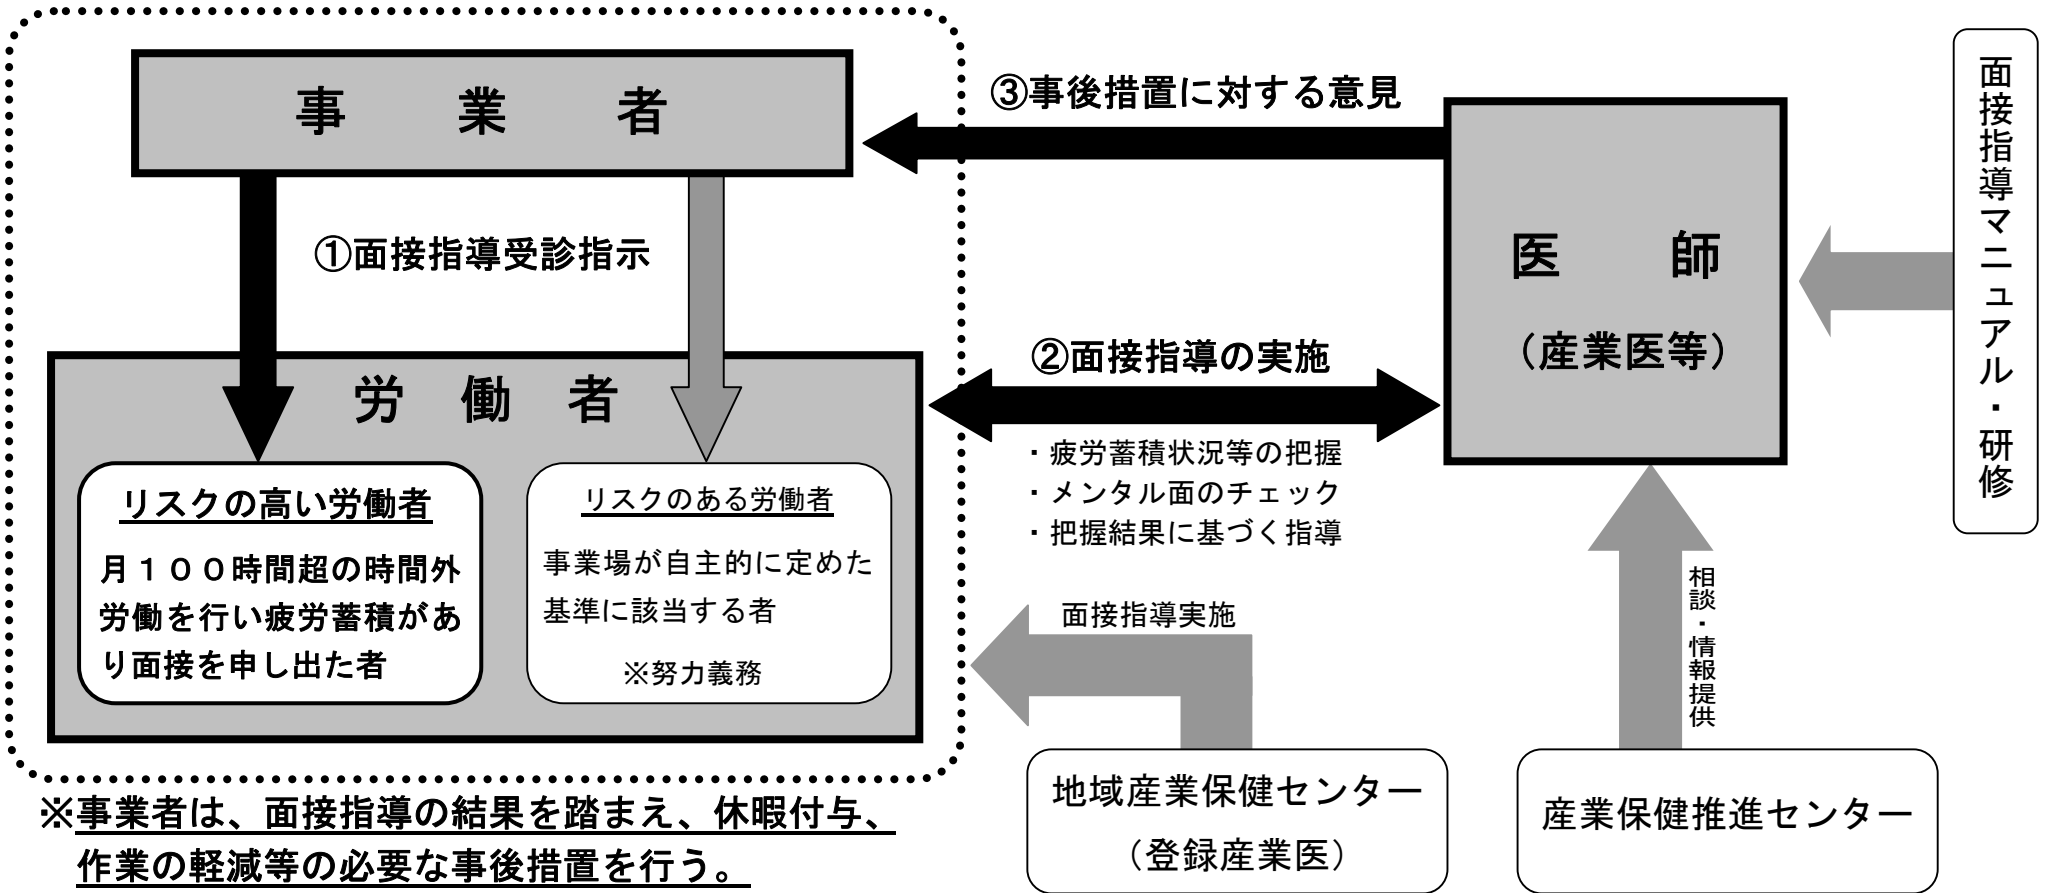 事業者
③事後措置に対する意見
①面接指導受診指示
医師
（産業医等）
面接指導マニュアル・研修
労働者
②面接指導の実施
・疲労蓄積状況等の把握
・メンタル面のチェック
・把握結果に基づく指導
リスクの高い労働者
月１００時間超の時間外
労働を行い疲労蓄積があ
り面接を申し出た者
リスクのある労働者
事業場が自主的に定めた
基準に該当する者
※努力義務
面接指導実施
相談・情報提供
地域産業保健センター
（登録産業医）
産業保健推進センター
※事業者は、面接指導の結果を踏まえ、休暇付与、
作業の軽減等の必要な事後措置を行う。